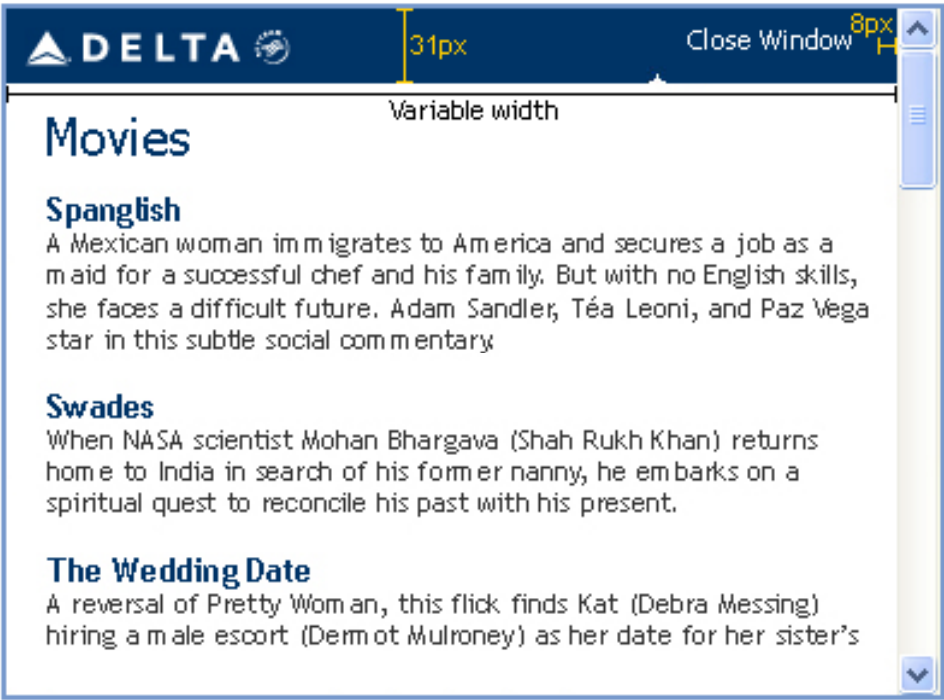 DELTA
31px
Close Window
8px
Variable width
Movies
Spanglish
A Mexican woman immigrates to America and secures a job as a
maid for a successful chef and his family. But with no English skills,
she faces a difficult future. Adam Sandler, Téa Leoni, and Paz Vega
star in this subtle social commentary.
Swades
When NASA scientist Mohan Bhargava (Shah Rukh Khan) returns
home to India in search of his former nanny, he embarks on a
spiritual quest to reconcile his past with his present.
The Wedding Date
A reversal of Pretty Woman, this flick finds Kat (Debra Messing)
hiring a male escort (Dermot Mulroney) as her date for her sister's